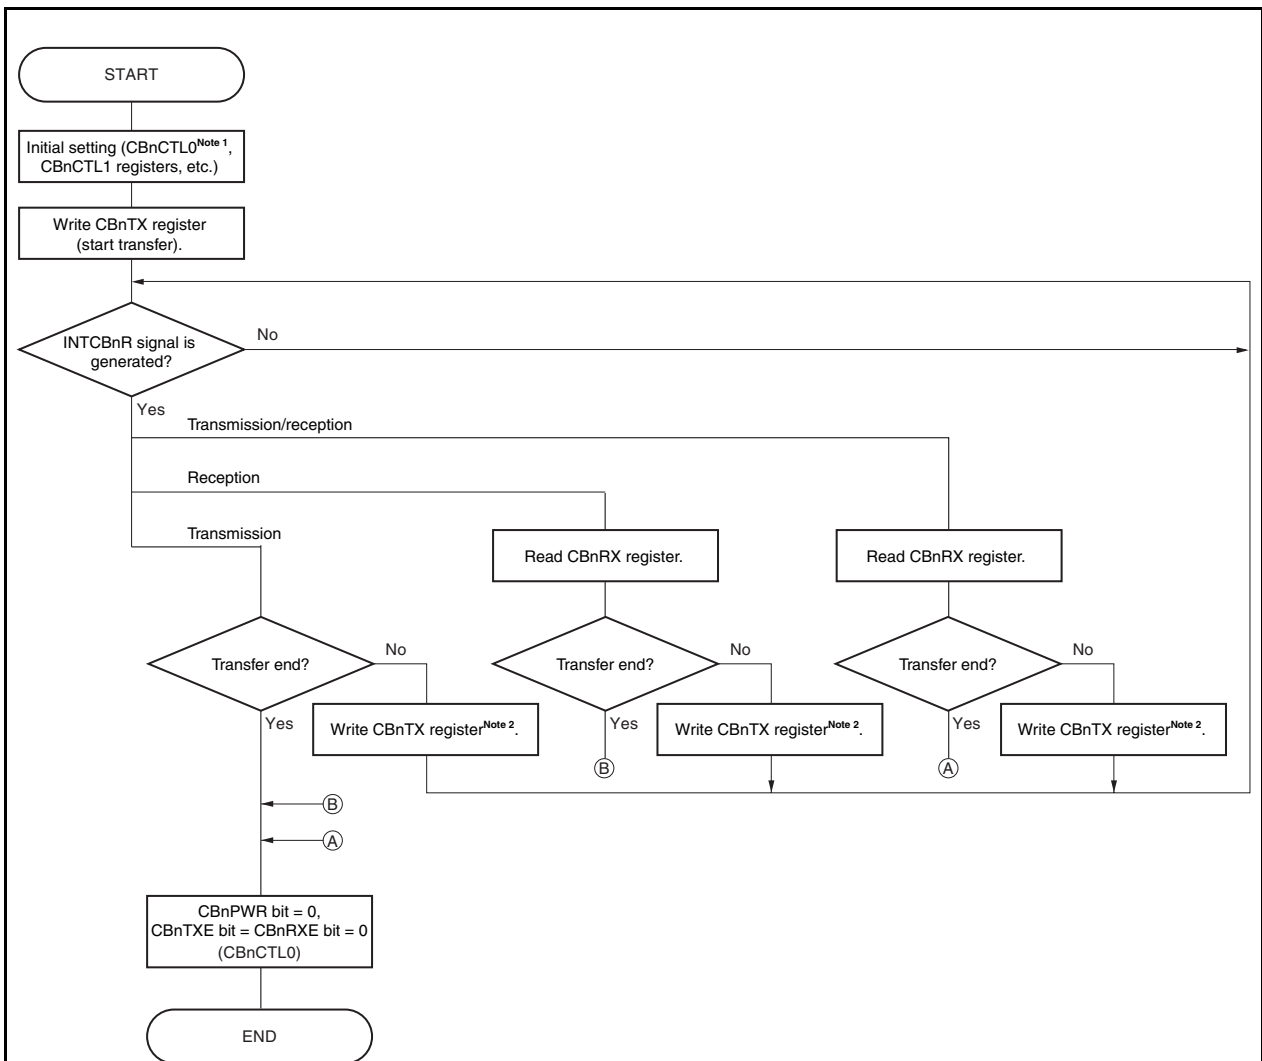 START
Initial setting (CBnCTL0Note 1,
CBnCTL1 registers, etc.)
Write CBnTX register
(start transfer).
INTCBnR signal is
generated?
No
Yes
Transmission/reception
Reception
Transmission
Read CBnRX register.
Read CBnRX register.
Transfer end?
No
Transfer end?
No
Transfer end?
No
Yes
Write CBnTX registerNote 2.
Yes
Write CBnTX registerNote 2.
Yes
Write CBnTX registerNote 2.
B
A
B
A
CBnPWR bit = 0,
CBnTXE bit = CBnRXE bit = 0
(CBnCTL0)
END